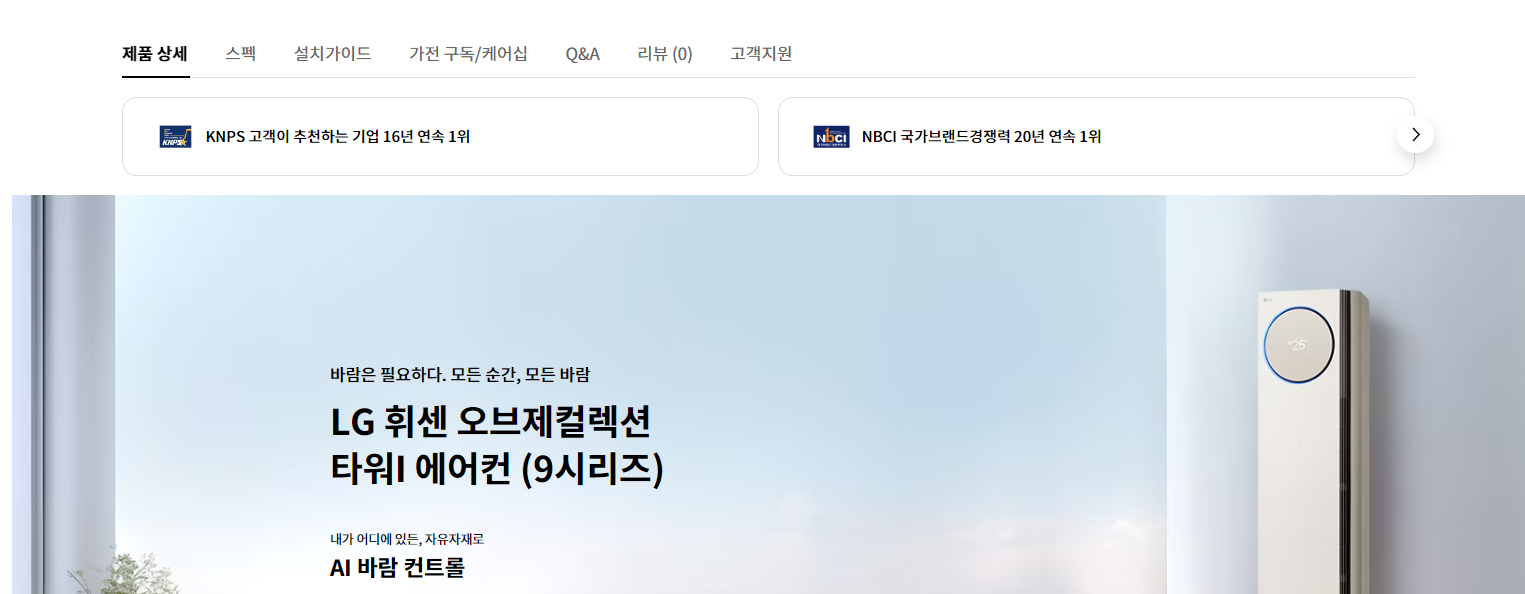 제품 상세 스펙 설치가이드 가전 구독/케어십 Q&A 리뷰 (0) 고객지원
KNPS KNPS 고객이 추천하는 기업 16년 연속 1위
NBCI NBCI 국가브랜드경쟁력 20년 연속 1위
바람은 필요하다. 모든 순간, 모든 바람
LG 휘센 오브제컬렉션
타워I 에어컨 (9시리즈)
내가 어디에 있든, 자유자재로
AI 바람 컨트롤
LG
25°